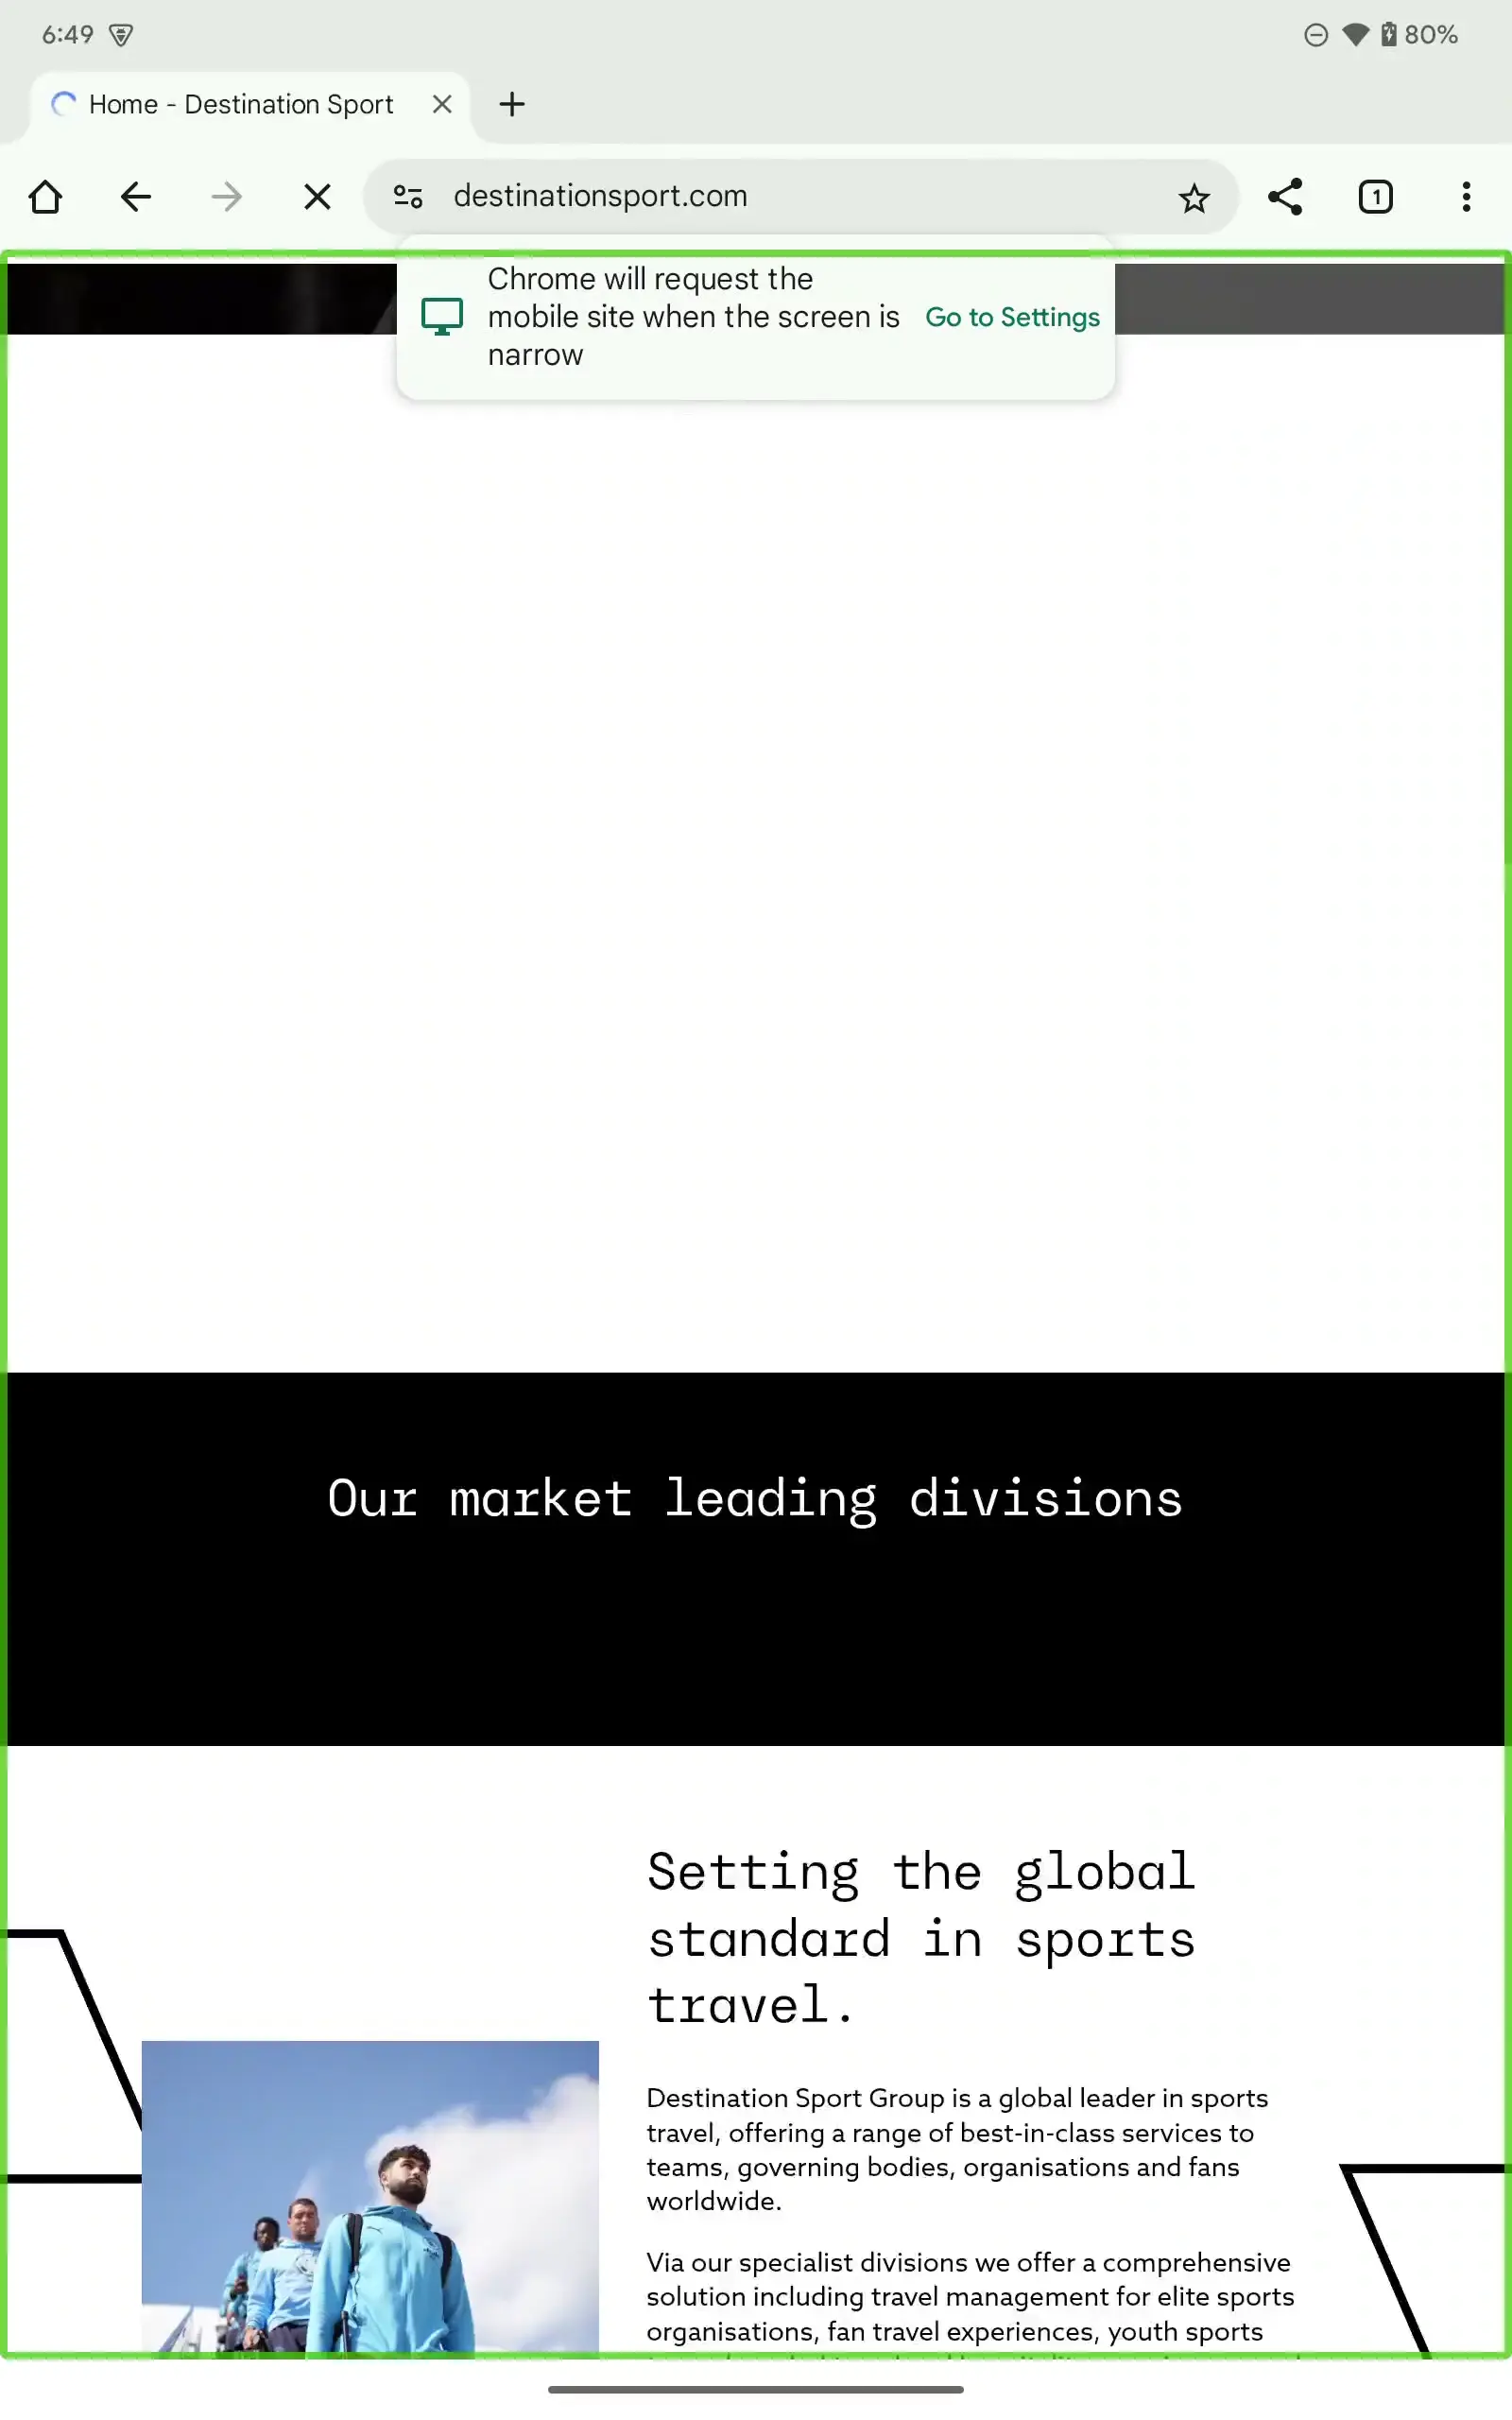 6:49
80%
Home - Destination Sport
destinationsport.com
1
Chrome will request the
mobile site when the screen is
narrow
Go to Settings
Our market leading divisions
Setting the global
standard in sports
travel.
Destination Sport Group is a global leader in sports
travel, offering a range of best-in-class services to
teams, governing bodies, organisations and fans
worldwide.
Via our specialist divisions we offer a comprehensive
solution including travel management for elite sports
organisations, fan travel experiences, youth sports